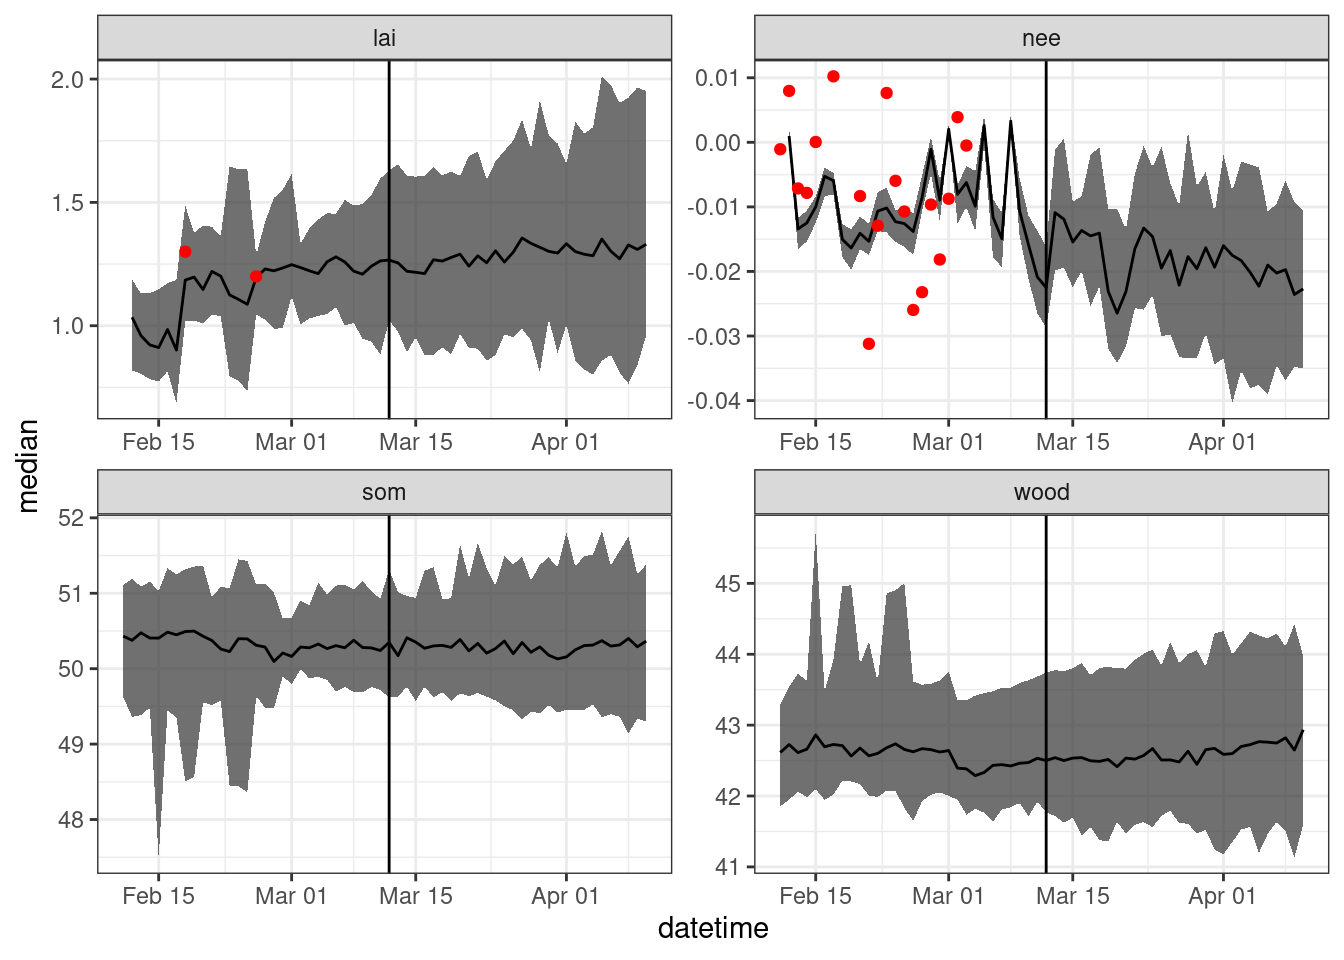 lai
nee
2.0
1.5
1.0
0.01
0.00
-0.01
-0.02
-0.03
-0.04
Feb 15 Mar 01 Mar 15 Apr 01
Feb 15 Mar 01 Mar 15 Apr 01
median
som
wood
52
51
50
49
48
45
44
43
42
41
Feb 15 Mar 01 Mar 15 Apr 01
Feb 15 Mar 01 Mar 15 Apr 01
datetime